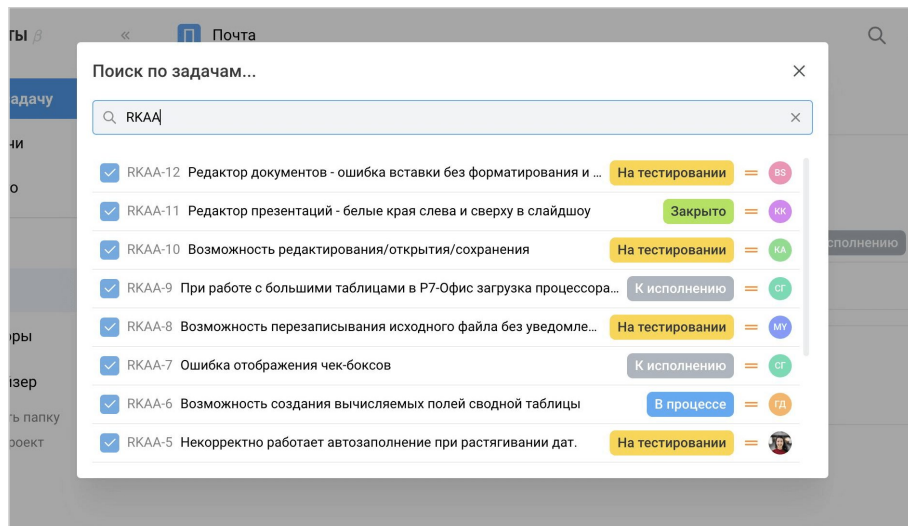 ты β « Почта
Поиск по задачам...
адачу
RKAA
чи
о
RKAA-12 Редактор документов - ошибка вставки без форматирования и ... На тестировании BS
RKAA-11 Редактор презентаций - белые края слева и сверху в слайдшоу Закрыто KK
RKAA-10 Возможность редактирования/открытия/сохранения На тестировании KA
сполнению
RKAA-9 При работе с большими таблицами в Р7-Офис загрузка процессора... К исполнению СГ
RKAA-8 Возможность перезаписывания исходного файла без уведомле... На тестировании MY
оры
RKAA-7 Ошибка отображения чек-боксов К исполнению СГ
йзер
RKAA-6 Возможность создания вычисляемых полей сводной таблицы В процессе ГД
ть папку
RKAA-5 Некорректно работает автозаполнение при растягивании дат. На тестировании
роект